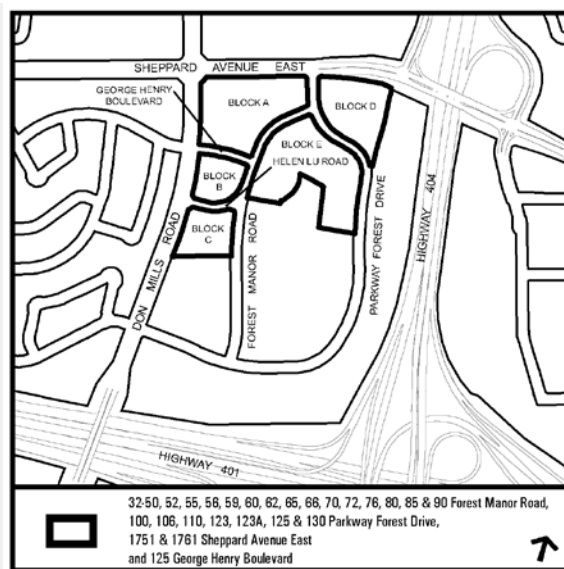 SHEPPARD AVENUE EAST
GEORGE HENRY
BOULEVARD
BLOCK A
BLOCK D
BLOCK E
HELEN LU ROAD
BLOCK
B
BLOCK
C
DON MILLS ROAD
FOREST MANOR ROAD
PARKWAY FOREST DRIVE
HIGHWAY 404
HIGHWAY 401
32-50, 52, 55, 56, 59, 60, 62, 65, 66, 70, 72, 76, 80, 85 & 90 Forest Manor Road,
100, 106, 110, 123, 123A, 125 & 130 Parkway Forest Drive,
1751 & 1761 Sheppard Avenue East
and 125 George Henry Boulevard